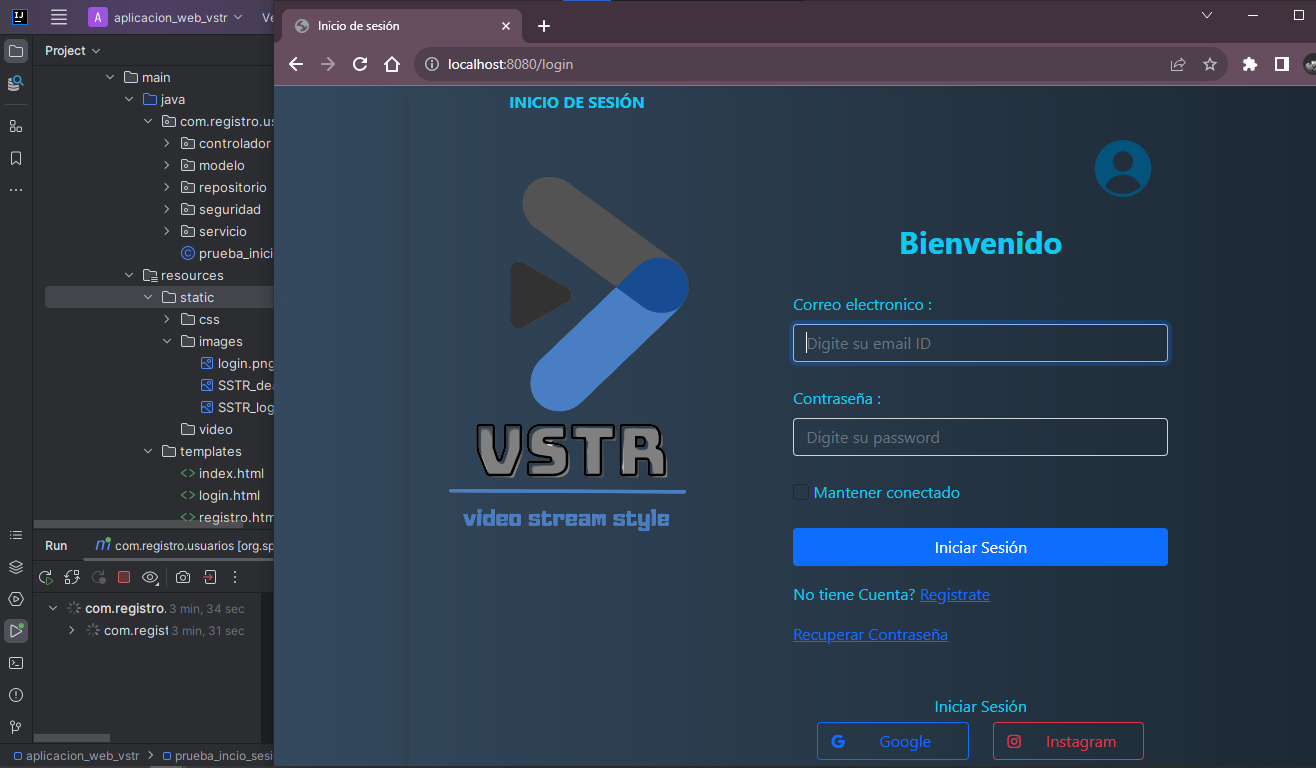 IJ
A aplicacion_web_vstr
Project
main
java
com.registro.us
controlador
modelo
repositorio
seguridad
servicio
prueba_inici
resources
static
css
images
login.png
SSTR_dea
SSTR_log
video
templates
index.html
login.html
registro.htm
Run
com.registro.usuarios [org.sp
com.registro. 3 min, 34 sec
com.regist 3 min, 31 sec
aplicacion_web_vstr > prueba_incio_sesi
Inicio de sesión
localhost:8080/login
INICIO DE SESIÓN
VSTR
video stream style
Bienvenido
Correo electronico :
Digite su email ID
Contraseña :
Digite su password
Mantener conectado
Iniciar Sesión
No tiene Cuenta? Registrate
Recuperar Contraseña
Iniciar Sesión
Google
Instagram